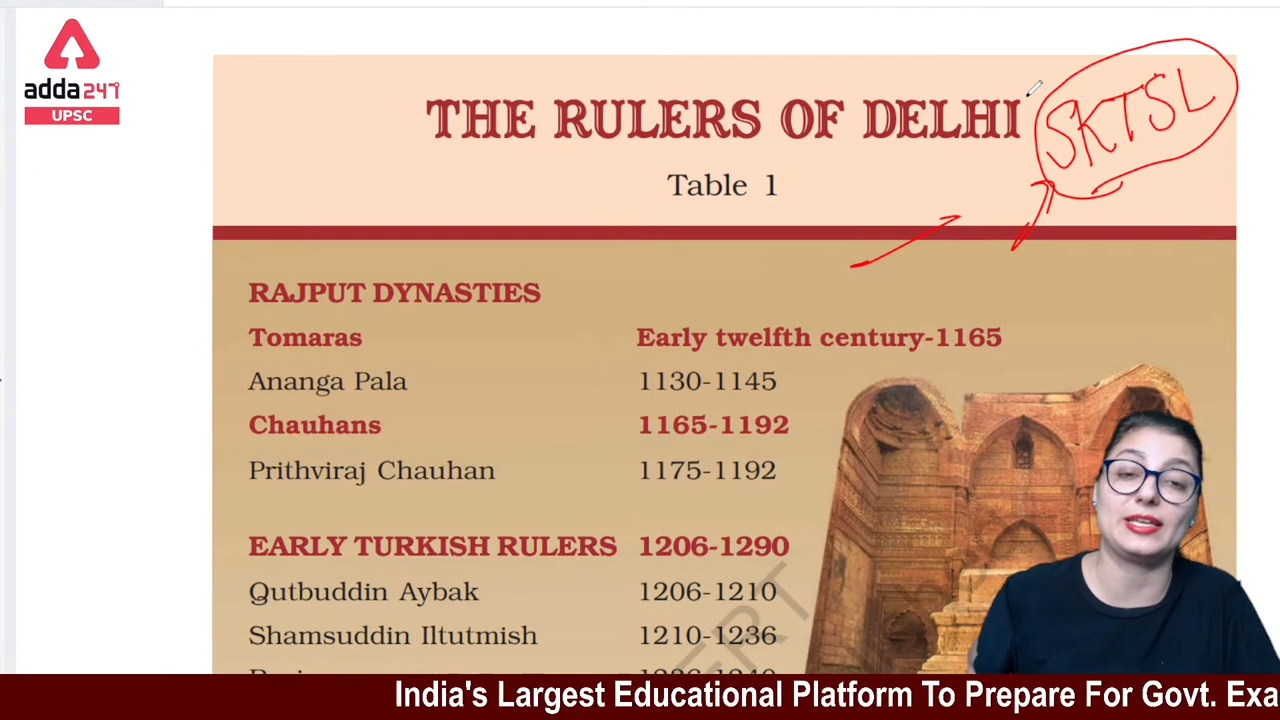 adda247
UPSC
THE RULERS OF DELHI
SKTSL
Table 1
RAJPUT DYNASTIES
Tomaras Early twelfth century-1165
Ananga Pala 1130-1145
Chauhans 1165-1192
Prithviraj Chauhan 1175-1192
EARLY TURKISH RULERS 1206-1290
Qutbuddin Aybak 1206-1210
Shamsuddin Iltutmish 1210-1236
India's Largest Educational Platform To Prepare For Govt. Exa